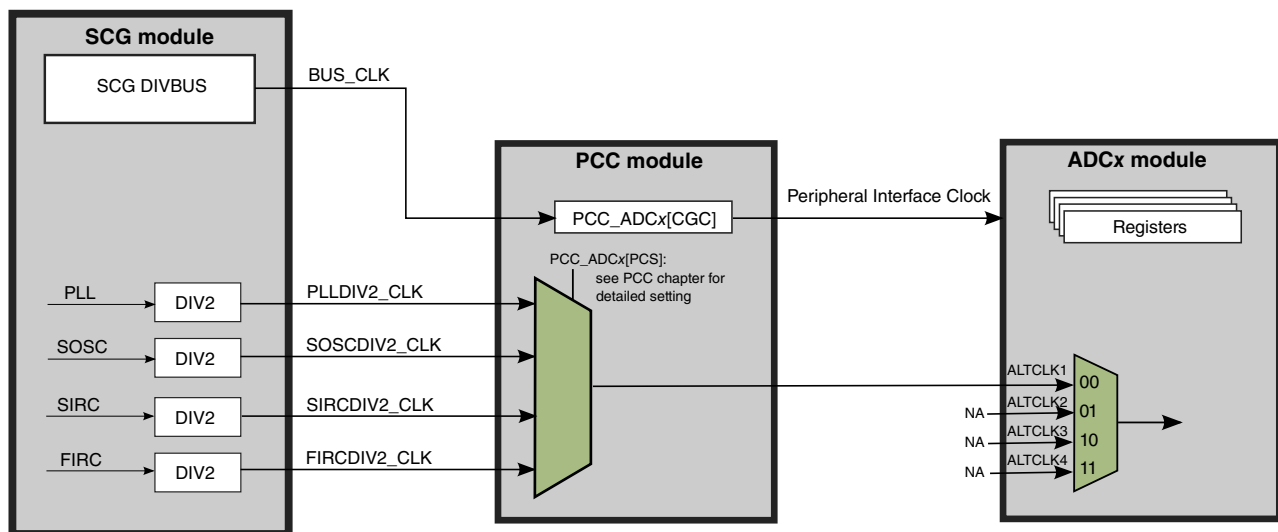 SCG module
SCG DIVBUS
BUS_CLK
PCC module
PCC_ADCx[CGC]
Peripheral Interface Clock
ADCx module
Registers
PCC_ADCx[PCS]:
see PCC chapter for
detailed setting
PLL
DIV2
PLLDIV2_CLK
SOSC
DIV2
SOSCDIV2_CLK
SIRC
DIV2
SIRCDIV2_CLK
FIRC
DIV2
FIRCDIV2_CLK
ALTCLK1
00
NA
ALTCLK2
01
NA
ALTCLK3
10
NA
ALTCLK4
11